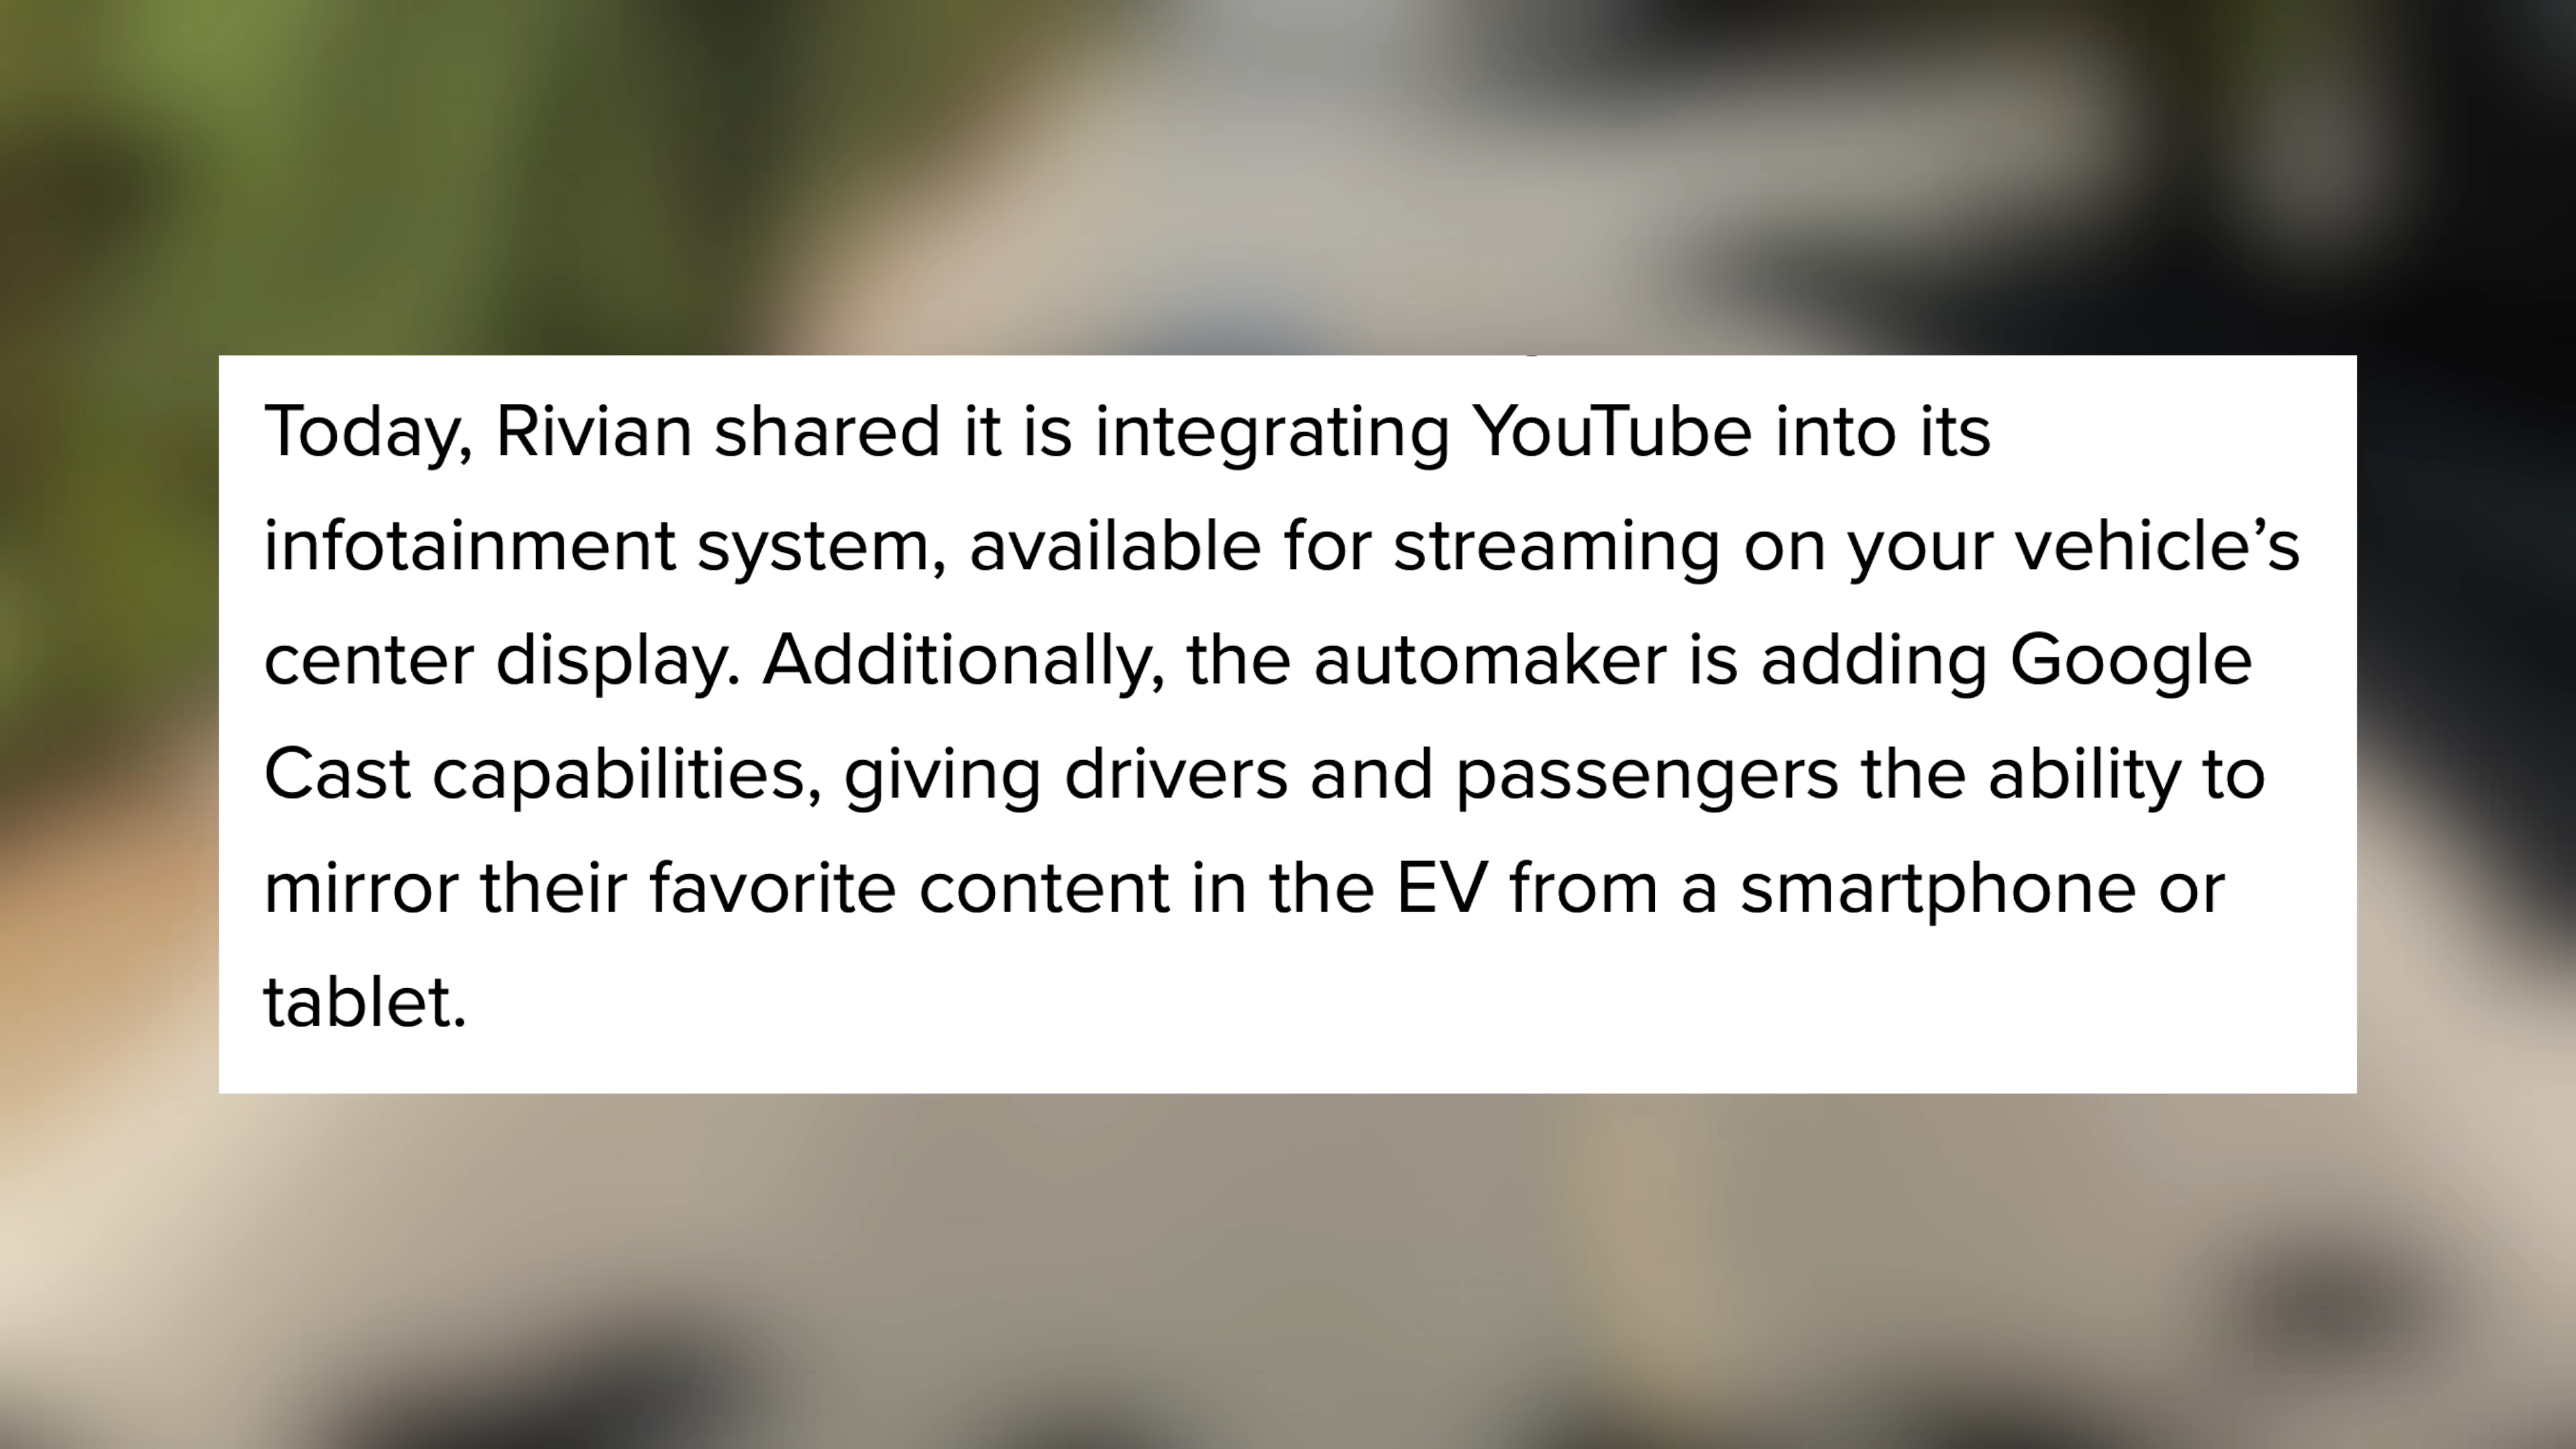 Today, Rivian shared it is integrating YouTube into its
infotainment system, available for streaming on your vehicle’s
center display. Additionally, the automaker is adding Google
Cast capabilities, giving drivers and passengers the ability to
mirror their favorite content in the EV from a smartphone or
tablet.